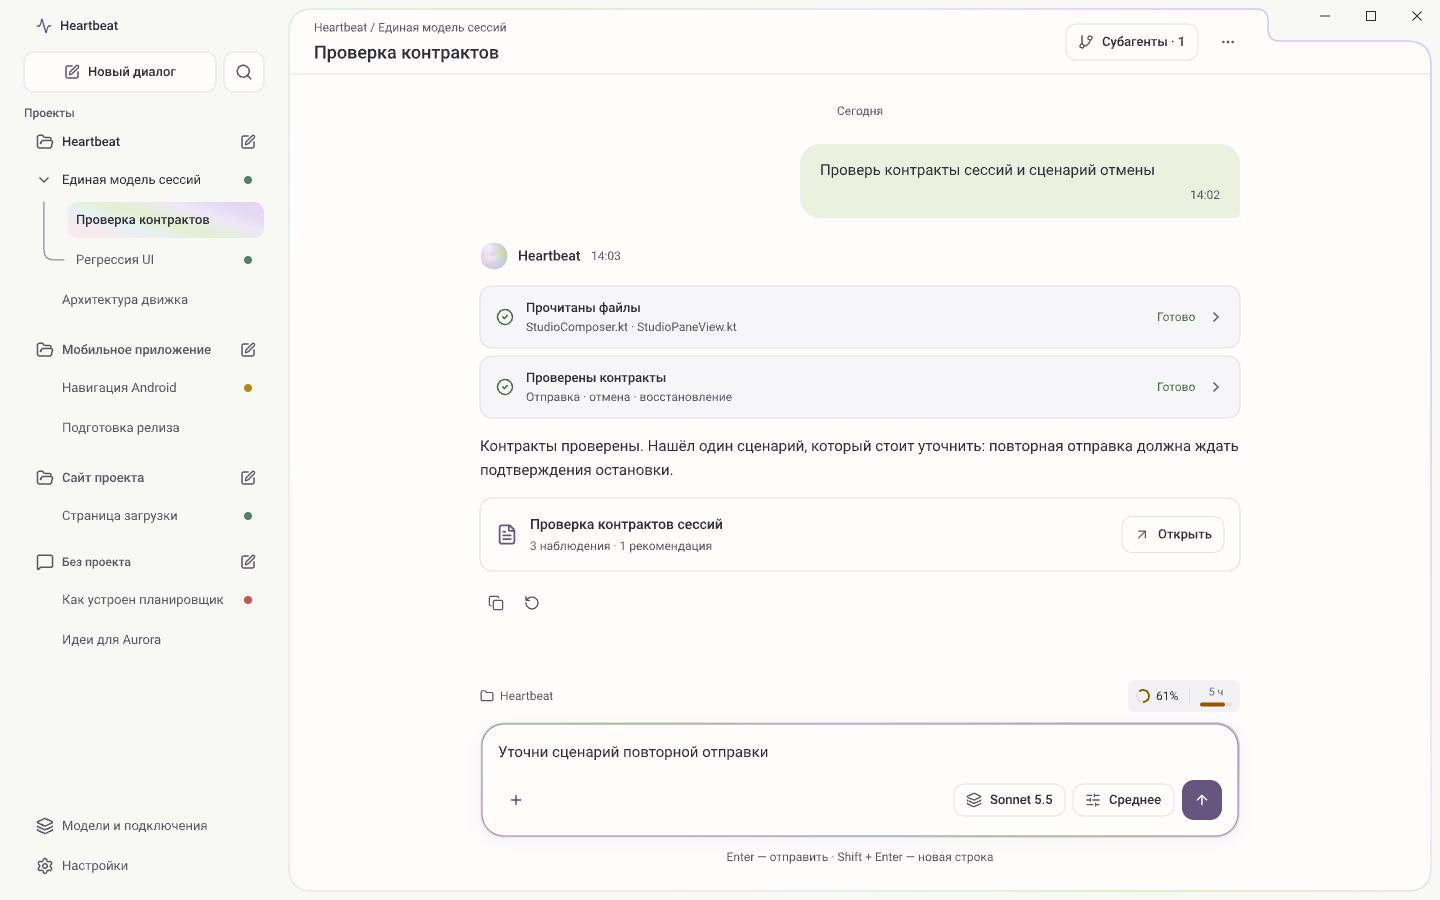 Heartbeat
Новый диалог
Проекты
Heartbeat
Единая модель сессий
Проверка контрактов
Регрессия UI
Архитектура движка
Мобильное приложение
Навигация Android
Подготовка релиза
Сайт проекта
Страница загрузки
Без проекта
Как устроен планировщик
Идеи для Aurora
Модели и подключения
Настройки
Heartbeat / Единая модель сессий
Проверка контрактов
Субагенты · 1
Сегодня
Проверь контракты сессий и сценарий отмены
14:02
Heartbeat 14:03
Прочитаны файлы
StudioComposer.kt · StudioPaneView.kt
Готово
Проверены контракты
Отправка · отмена · восстановление
Готово
Контракты проверены. Нашёл один сценарий, который стоит уточнить: повторная отправка должна ждать
подтверждения остановки.
Проверка контрактов сессий
3 наблюдения · 1 рекомендация
Открыть
Heartbeat
61%
5 ч
Уточни сценарий повторной отправки
Sonnet 5.5
Среднее
Enter — отправить · Shift + Enter — новая строка